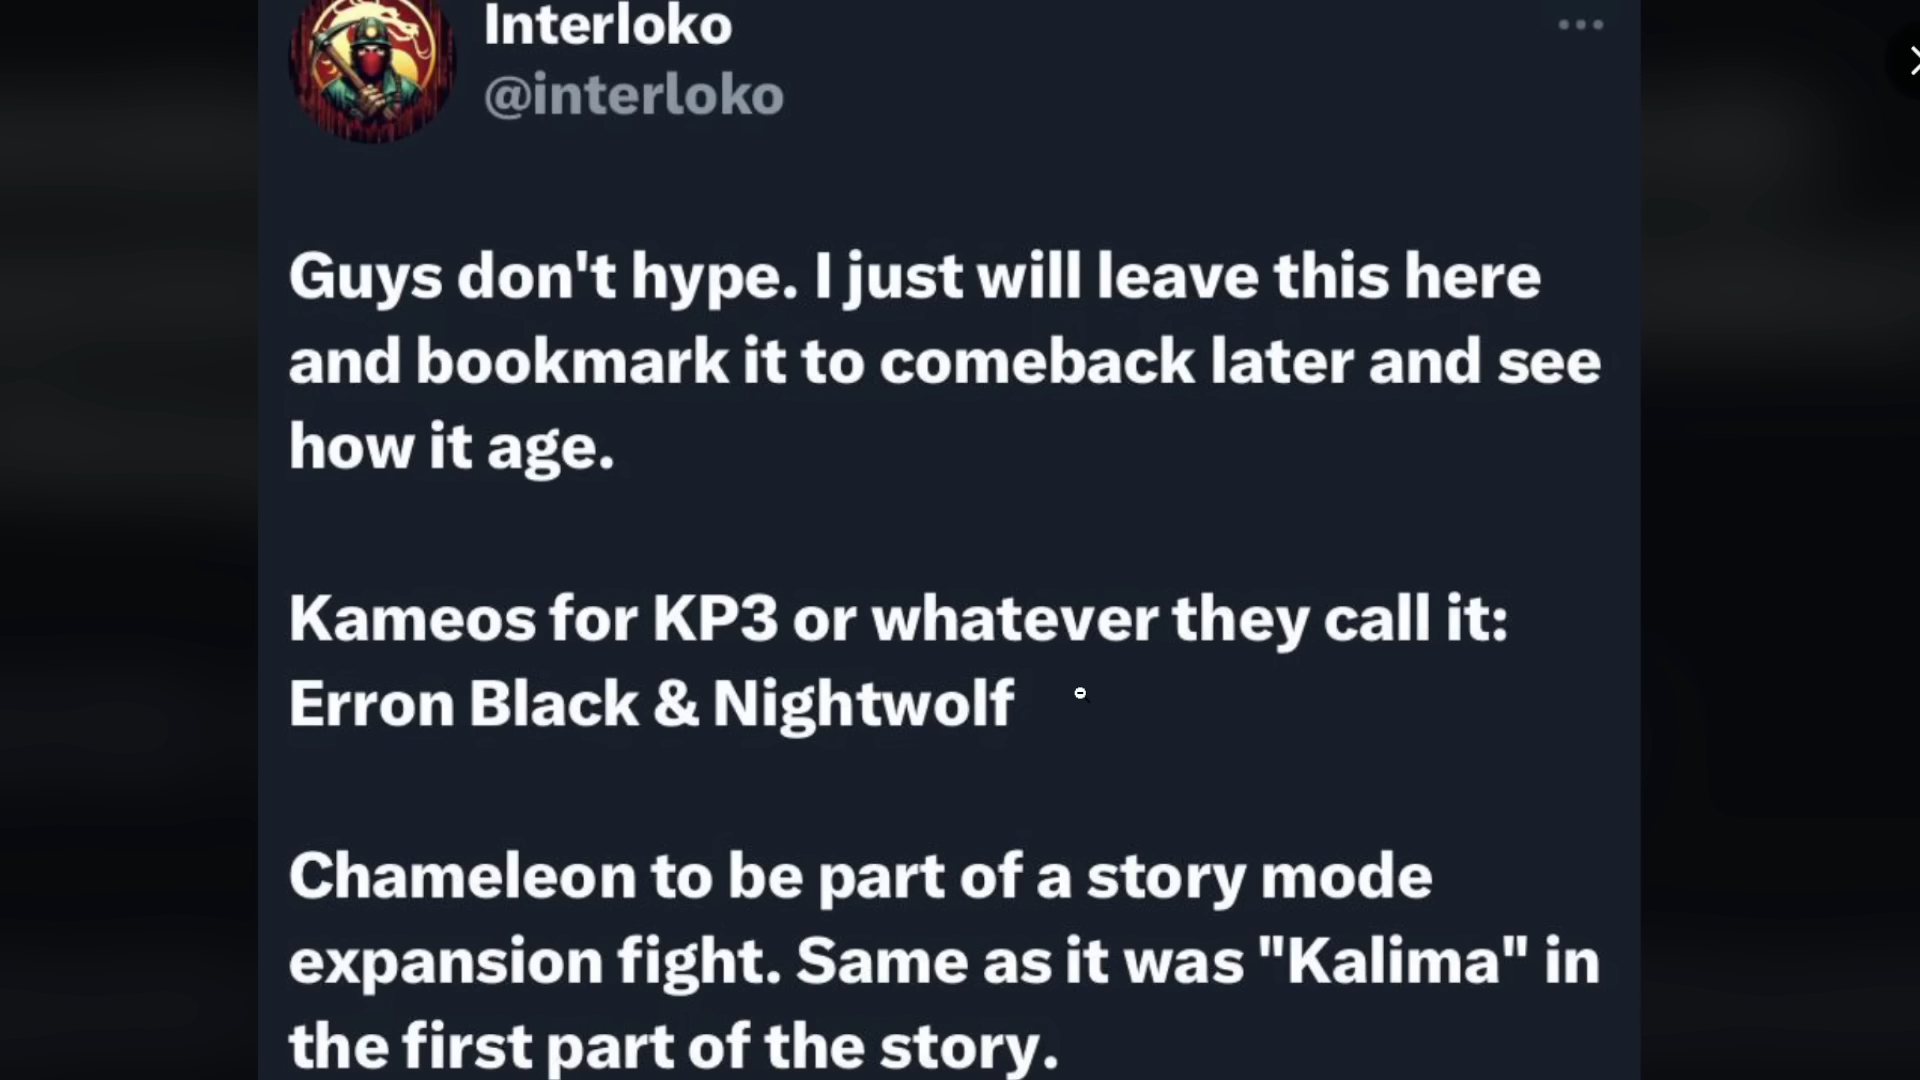 Interloko
@interloko
Guys don't hype. I just will leave this here
and bookmark it to comeback later and see
how it age.
Kameos for KP3 or whatever they call it:
Erron Black & Nightwolf
Chameleon to be part of a story mode
expansion fight. Same as it was "Kalima" in
the first part of the story.